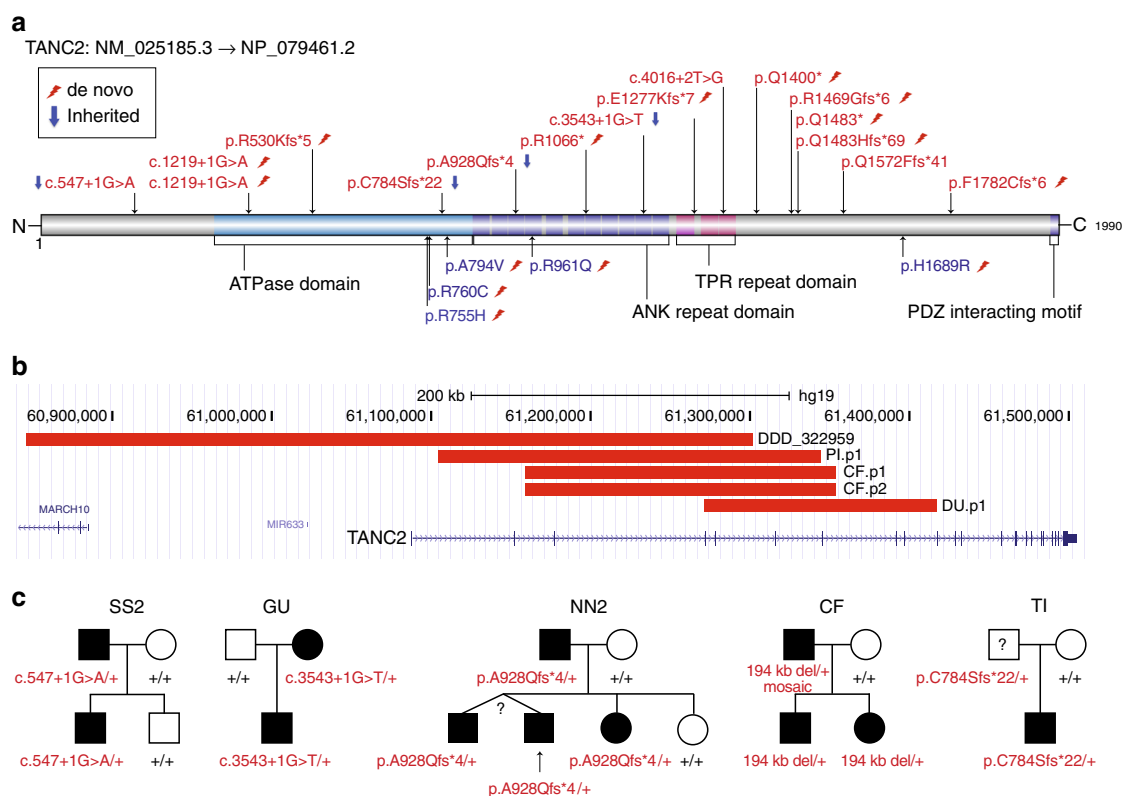 a
TANC2: NM_025185.3 → NP_079461.2
de novo
Inherited
c.4016+2T>G
p.Q1400*
p.E1277Kfs*7
p.R1469Gfs*6
c.3543+1G>T
p.Q1483*
p.R530Kfs*5
p.R1066*
p.Q1483Hfs*69
c.1219+1G>A
p.A928Qfs*4
p.Q1572Ffs*41
c.547+1G>A
c.1219+1G>A
p.C784Sfs*22
p.F1782Cfs*6
N
C
1990
1
p.A794V
p.R961Q
p.H1689R
ATPase domain
p.R760C
TPR repeat domain
p.R755H
ANK repeat domain
PDZ interacting motif
b
200 kb
hg19
60,900,000
61,000,000
61,100,000
61,200,000
61,300,000
61,400,000
61,500,000
DDD_322959
PI.p1
CF.p1
CF.p2
DU.p1
MARCH10
MIR633
TANC2
c
SS2
GU
NN2
CF
TI
?
c.547+1G>A/+
+/+
+/+
c.3543+1G>T/+
p.A928Qfs*4/+
+/+
194 kb del/+
mosaic
+/+
p.C784Sfs*22/+
+/+
?
c.547+1G>A/+
+/+
c.3543+1G>T/+
p.A928Qfs*4/+
p.A928Qfs*4/+
+/+
194 kb del/+
194 kb del/+
p.C784Sfs*22/+
p.A928Qfs*4/+